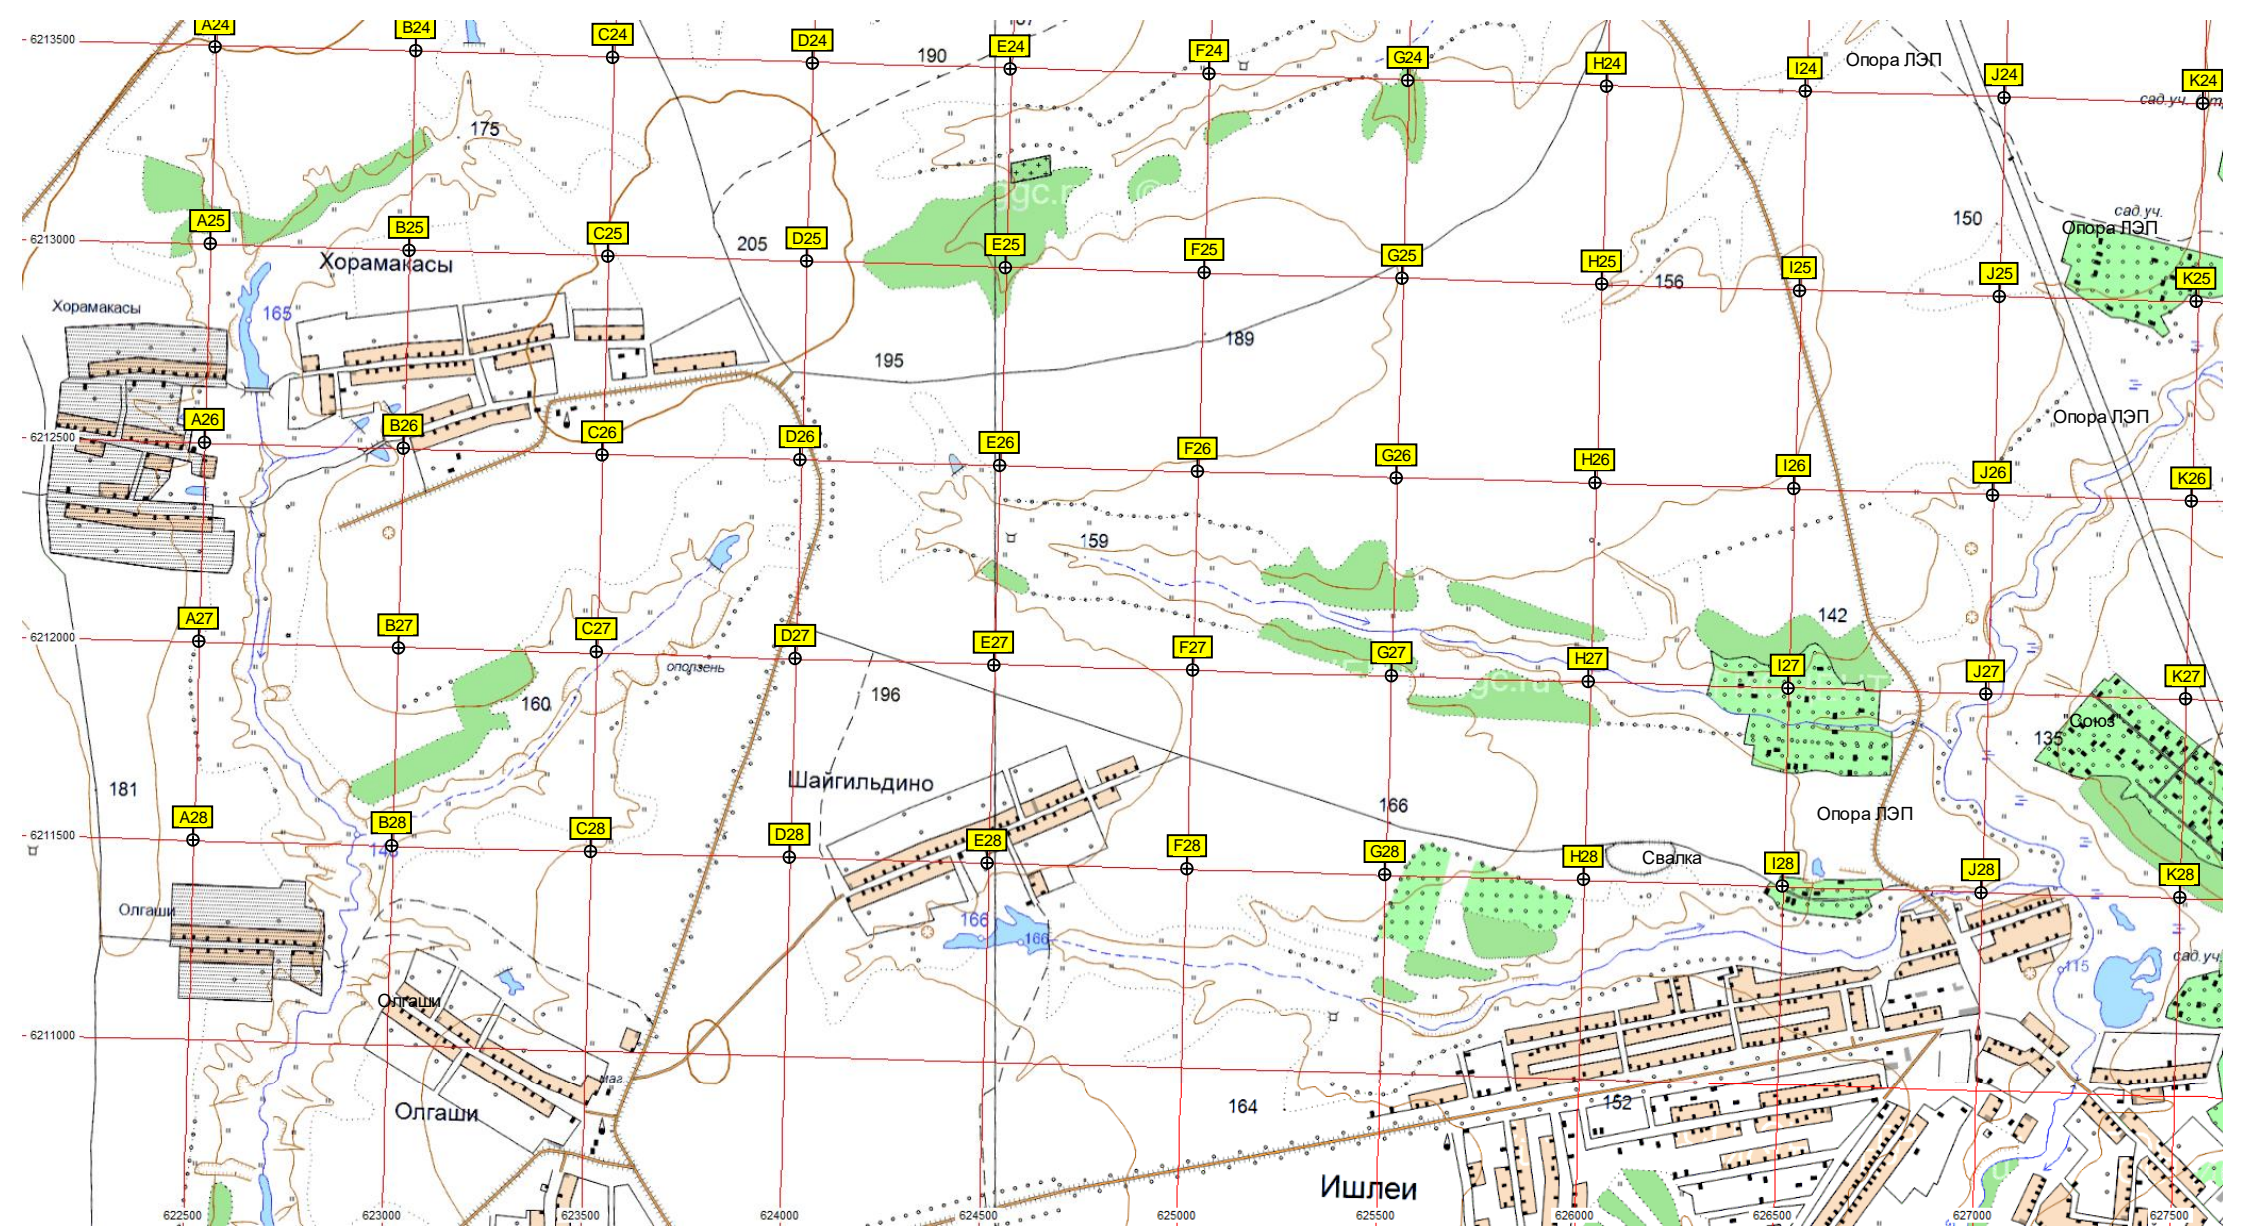 A24
B24
C24
D24
E24
F24
G24
H24
I24
J24
K24
6213500
190
Опора ЛЭП
сад.уч.
175
ggc.r
©
150
сад.уч.
Опора ЛЭП
A25
B25
C25
D25
E25
F25
G25
H25
I25
J25
K25
6213000
205
Хорамакасы
156
Хорамакасы
165
189
195
Опора ЛЭП
A26
B26
C26
D26
E26
F26
G26
H26
I26
J26
K26
6212500
159
142
A27
B27
C27
D27
E27
F27
G27
H27
I27
J27
K27
6212000
оползень
196
160
"Союз"
135
Шайгильдино
181
166
Опора ЛЭП
A28
B28
C28
D28
E28
F28
G28
H28
I28
J28
K28
6211500
Свалка
Олгаши
166
166
115
сад.уч.
Олгаши
6211000
маг.
Олгаши
164
152
Ишлеи
622500
623000
623500
624000
624500
625000
625500
626000
626500
627000
627500